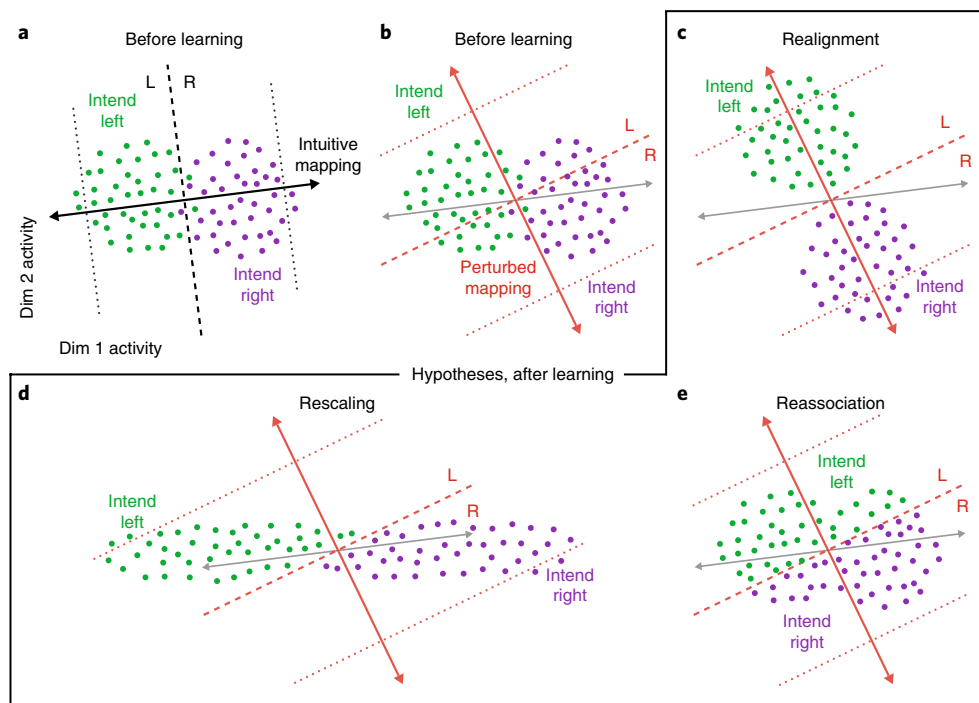 a
Before learning
L R
Intend
left
Intuitive
mapping
Intend
right
Dim 2 activity
Dim 1 activity
b
Before learning
Intend
left
L
R
Perturbed
mapping
Intend
right
c
Realignment
Intend
left
L
R
Intend
right
Hypotheses, after learning
d
Rescaling
Intend
left
L
R
Intend
right
e
Reassociation
Intend
left
L
R
Intend
right